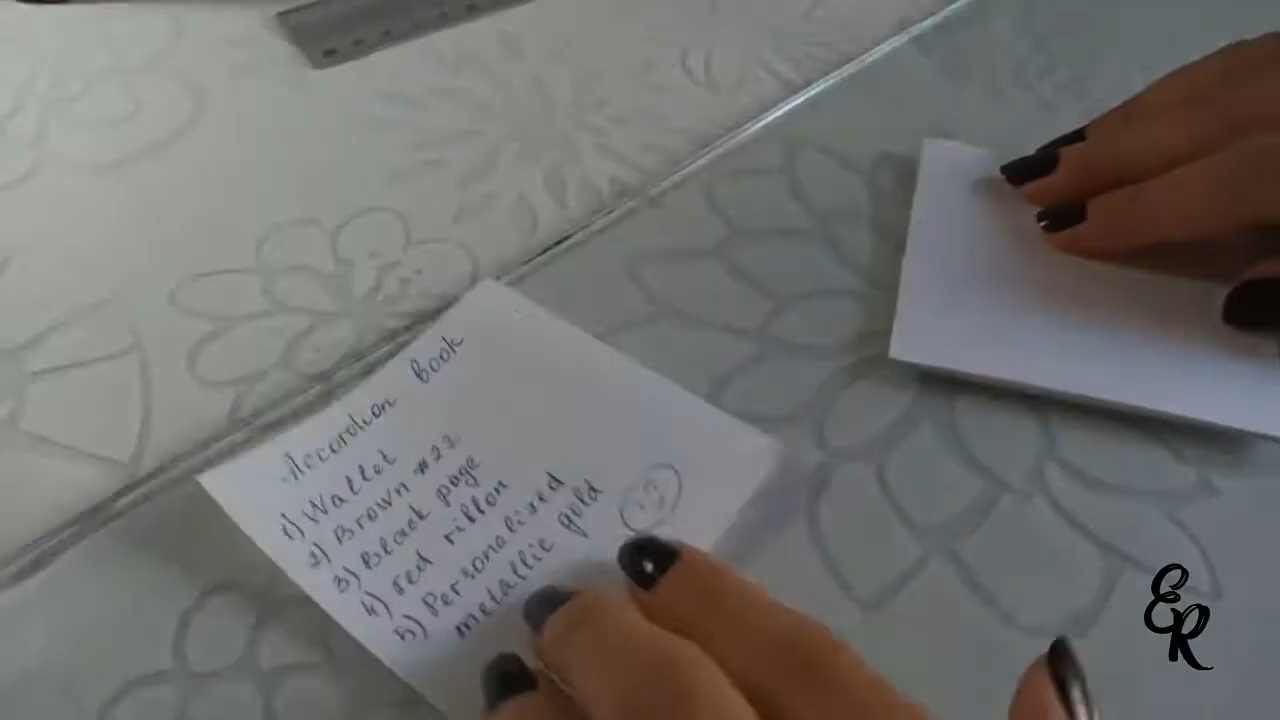 Accordion Book
1) Wallet
2) Brown #22
3) Black page
4) red ribbon
5) Personalized
metallic gold
ER